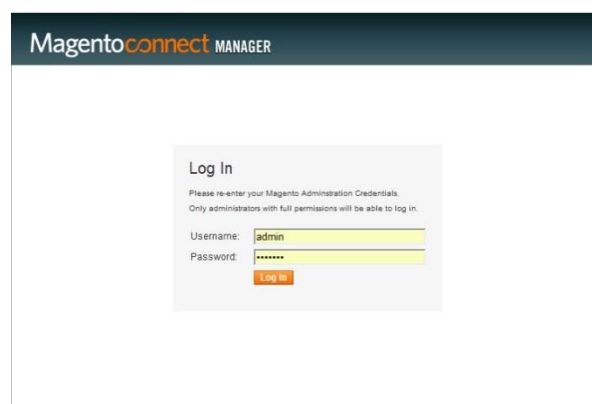 Magentoconnect MANAGER
Log In
Please re-enter your Magento Adminstration Credentials.
Only administrators with full permissions will be able to log in.
Username: admin
Password: •••••••
Log In